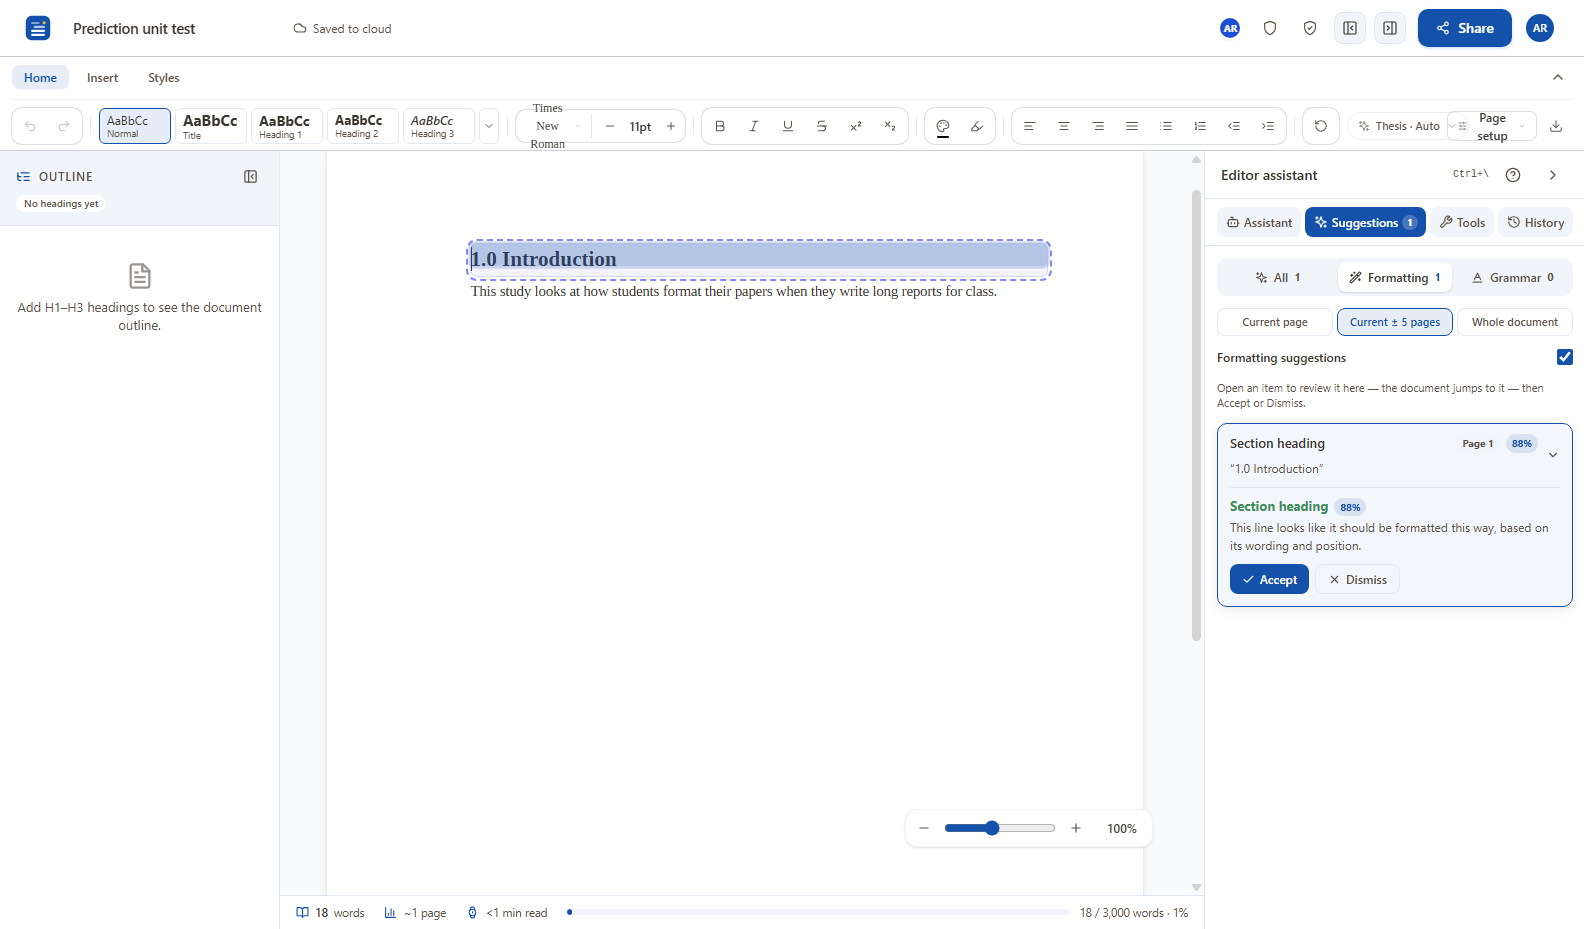 Prediction unit test
Saved to cloud
AR
Share
AR
Home
Insert
Styles
AaBbCc
Normal
AaBbCc
Title
AaBbCc
Heading 1
AaBbCc
Heading 2
AaBbCc
Heading 3
Times
New
Roman
11pt
Thesis · Auto
Page
setup
OUTLINE
No headings yet
Add H1–H3 headings to see the document
outline.
1.0 Introduction
This study looks at how students format their papers when they write long reports for class.
100%
18 words
~1 page
<1 min read
18 / 3,000 words · 1%
Editor assistant
Ctrl+\
Assistant
Suggestions 1
Tools
History
All 1
Formatting 1
Grammar 0
Current page
Current ± 5 pages
Whole document
Formatting suggestions
Open an item to review it here — the document jumps to it — then
Accept or Dismiss.
Section heading
Page 1
88%
“1.0 Introduction”
Section heading 88%
This line looks like it should be formatted this way, based on
its wording and position.
Accept
Dismiss